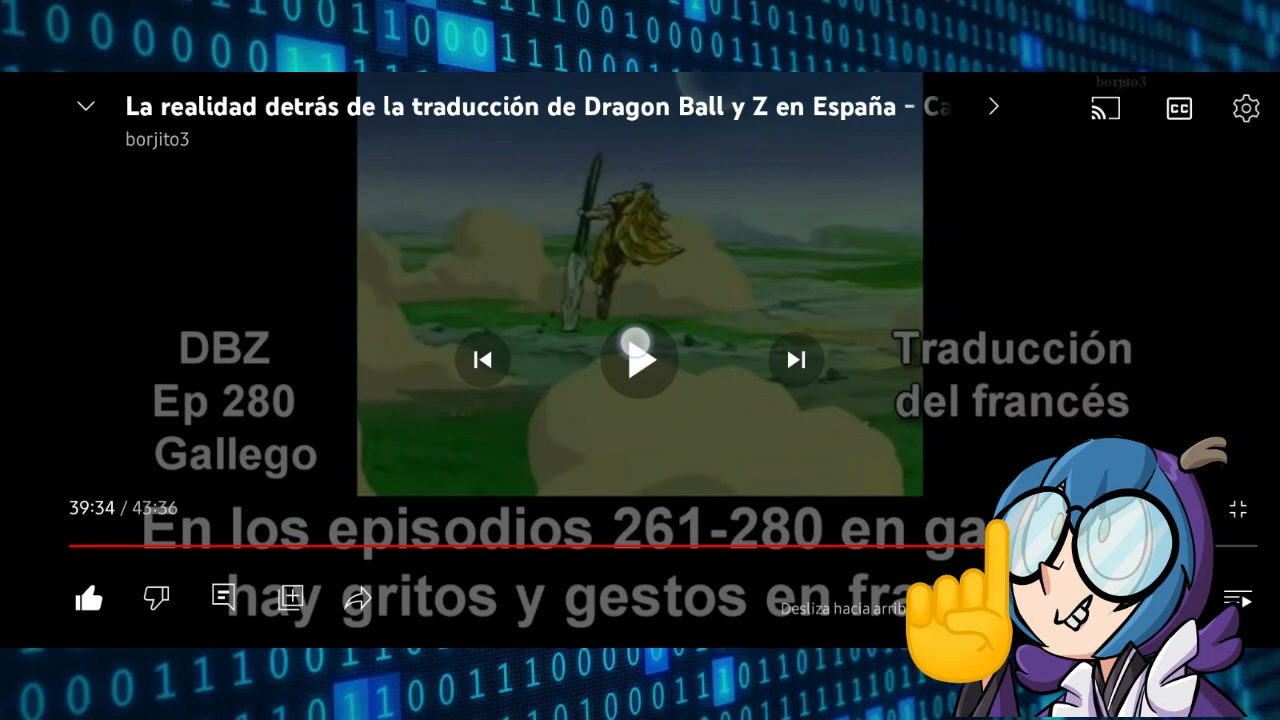 borjito3
La realidad detrás de la traducción de Dragon Ball y Z en España - Ca
CC
borjito3
DBZ
Ep 280
Gallego
Traducción
del francés
39:34 / 43:36
En los episodios 261-280 en ga
hay gritos y gestos en fra
Desliza hacia arrib